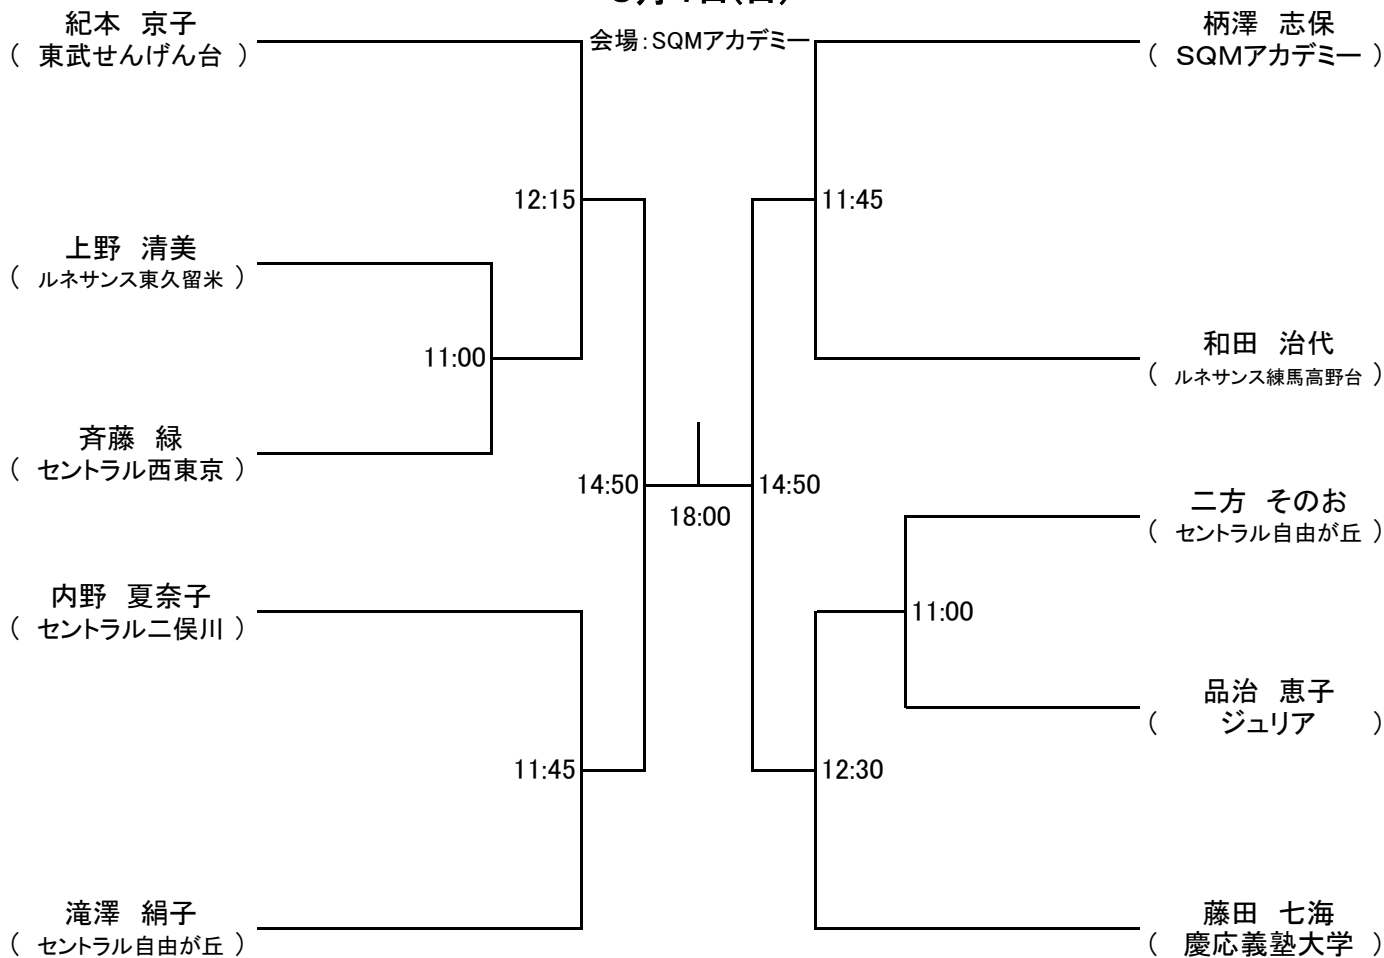 会場：SQMアカデミー
紀本　京子
（　東武せんげん台　）
12:15
上野　清美
（　ルネサンス東久留米　）
11:00
斉藤　緑
（　セントラル西東京　）
14:50
内野　夏奈子
（　セントラル二俣川　）
11:45
滝澤　絹子
（　セントラル自由が丘　）
18:00
柄澤　志保
（　ＳＱＭアカデミー　）
11:45
和田　治代
（　ルネサンス練馬高野台　）
14:50
二方　そのお
（　セントラル自由が丘　）
11:00
品治　恵子
（　ジュリア　）
12:30
藤田　七海
（　慶応義塾大学　）